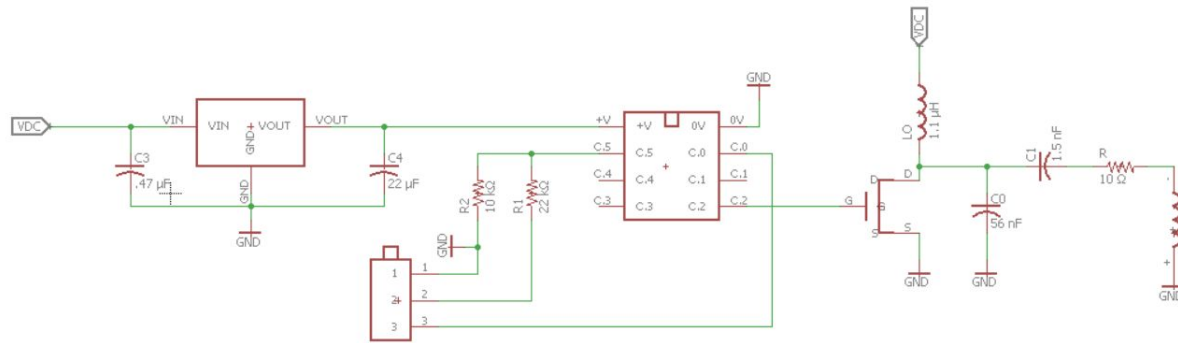 VDC
VIN
VIN
GND
VOUT
VOUT
GND
C3
.47 µF
C4
22 µF
GND
R2
10 kΩ
R1
22 kΩ
GND
1
1
2
2
3
3
+V
+V
0V
0V
GND
C.5
C.5
C.0
C.0
C.4
C.4
C.1
C.1
C.3
C.3
C.2
C.2
VDC
LO
1.1 µH
G
D
D
S
S
GND
C0
56 nF
GND
C1
1.5 nF
R
10 Ω
GND